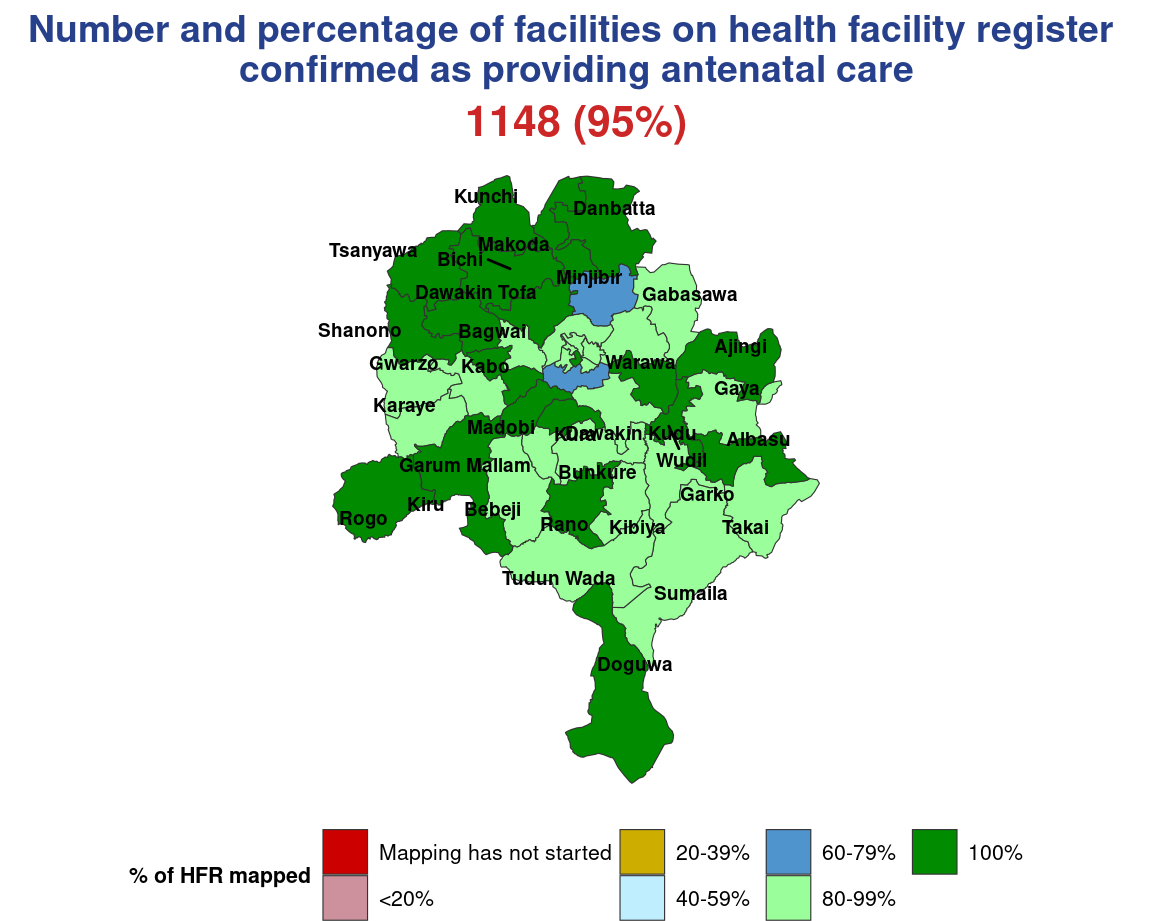 Number and percentage of facilities on health facility register
confirmed as providing antenatal care
1148 (95%)
Kunchi
Danbatta
Makoda
Tsanyawa
Bichi
Minjibir
Dawakin Tofa
Gabasawa
Shanono
Bagwai
Ajingi
Gwarzo
Kabo
Warawa
Gaya
Karaye
Madobi
Kura
Dawakin Kudu
Albasu
Wudil
Garum Mallam
Bunkure
Garko
Kiru
Bebeji
Rogo
Rano
Kibiya
Takai
Tudun Wada
Sumaila
Doguwa
% of HFR mapped
Mapping has not started
<20%
20-39%
40-59%
60-79%
80-99%
100%